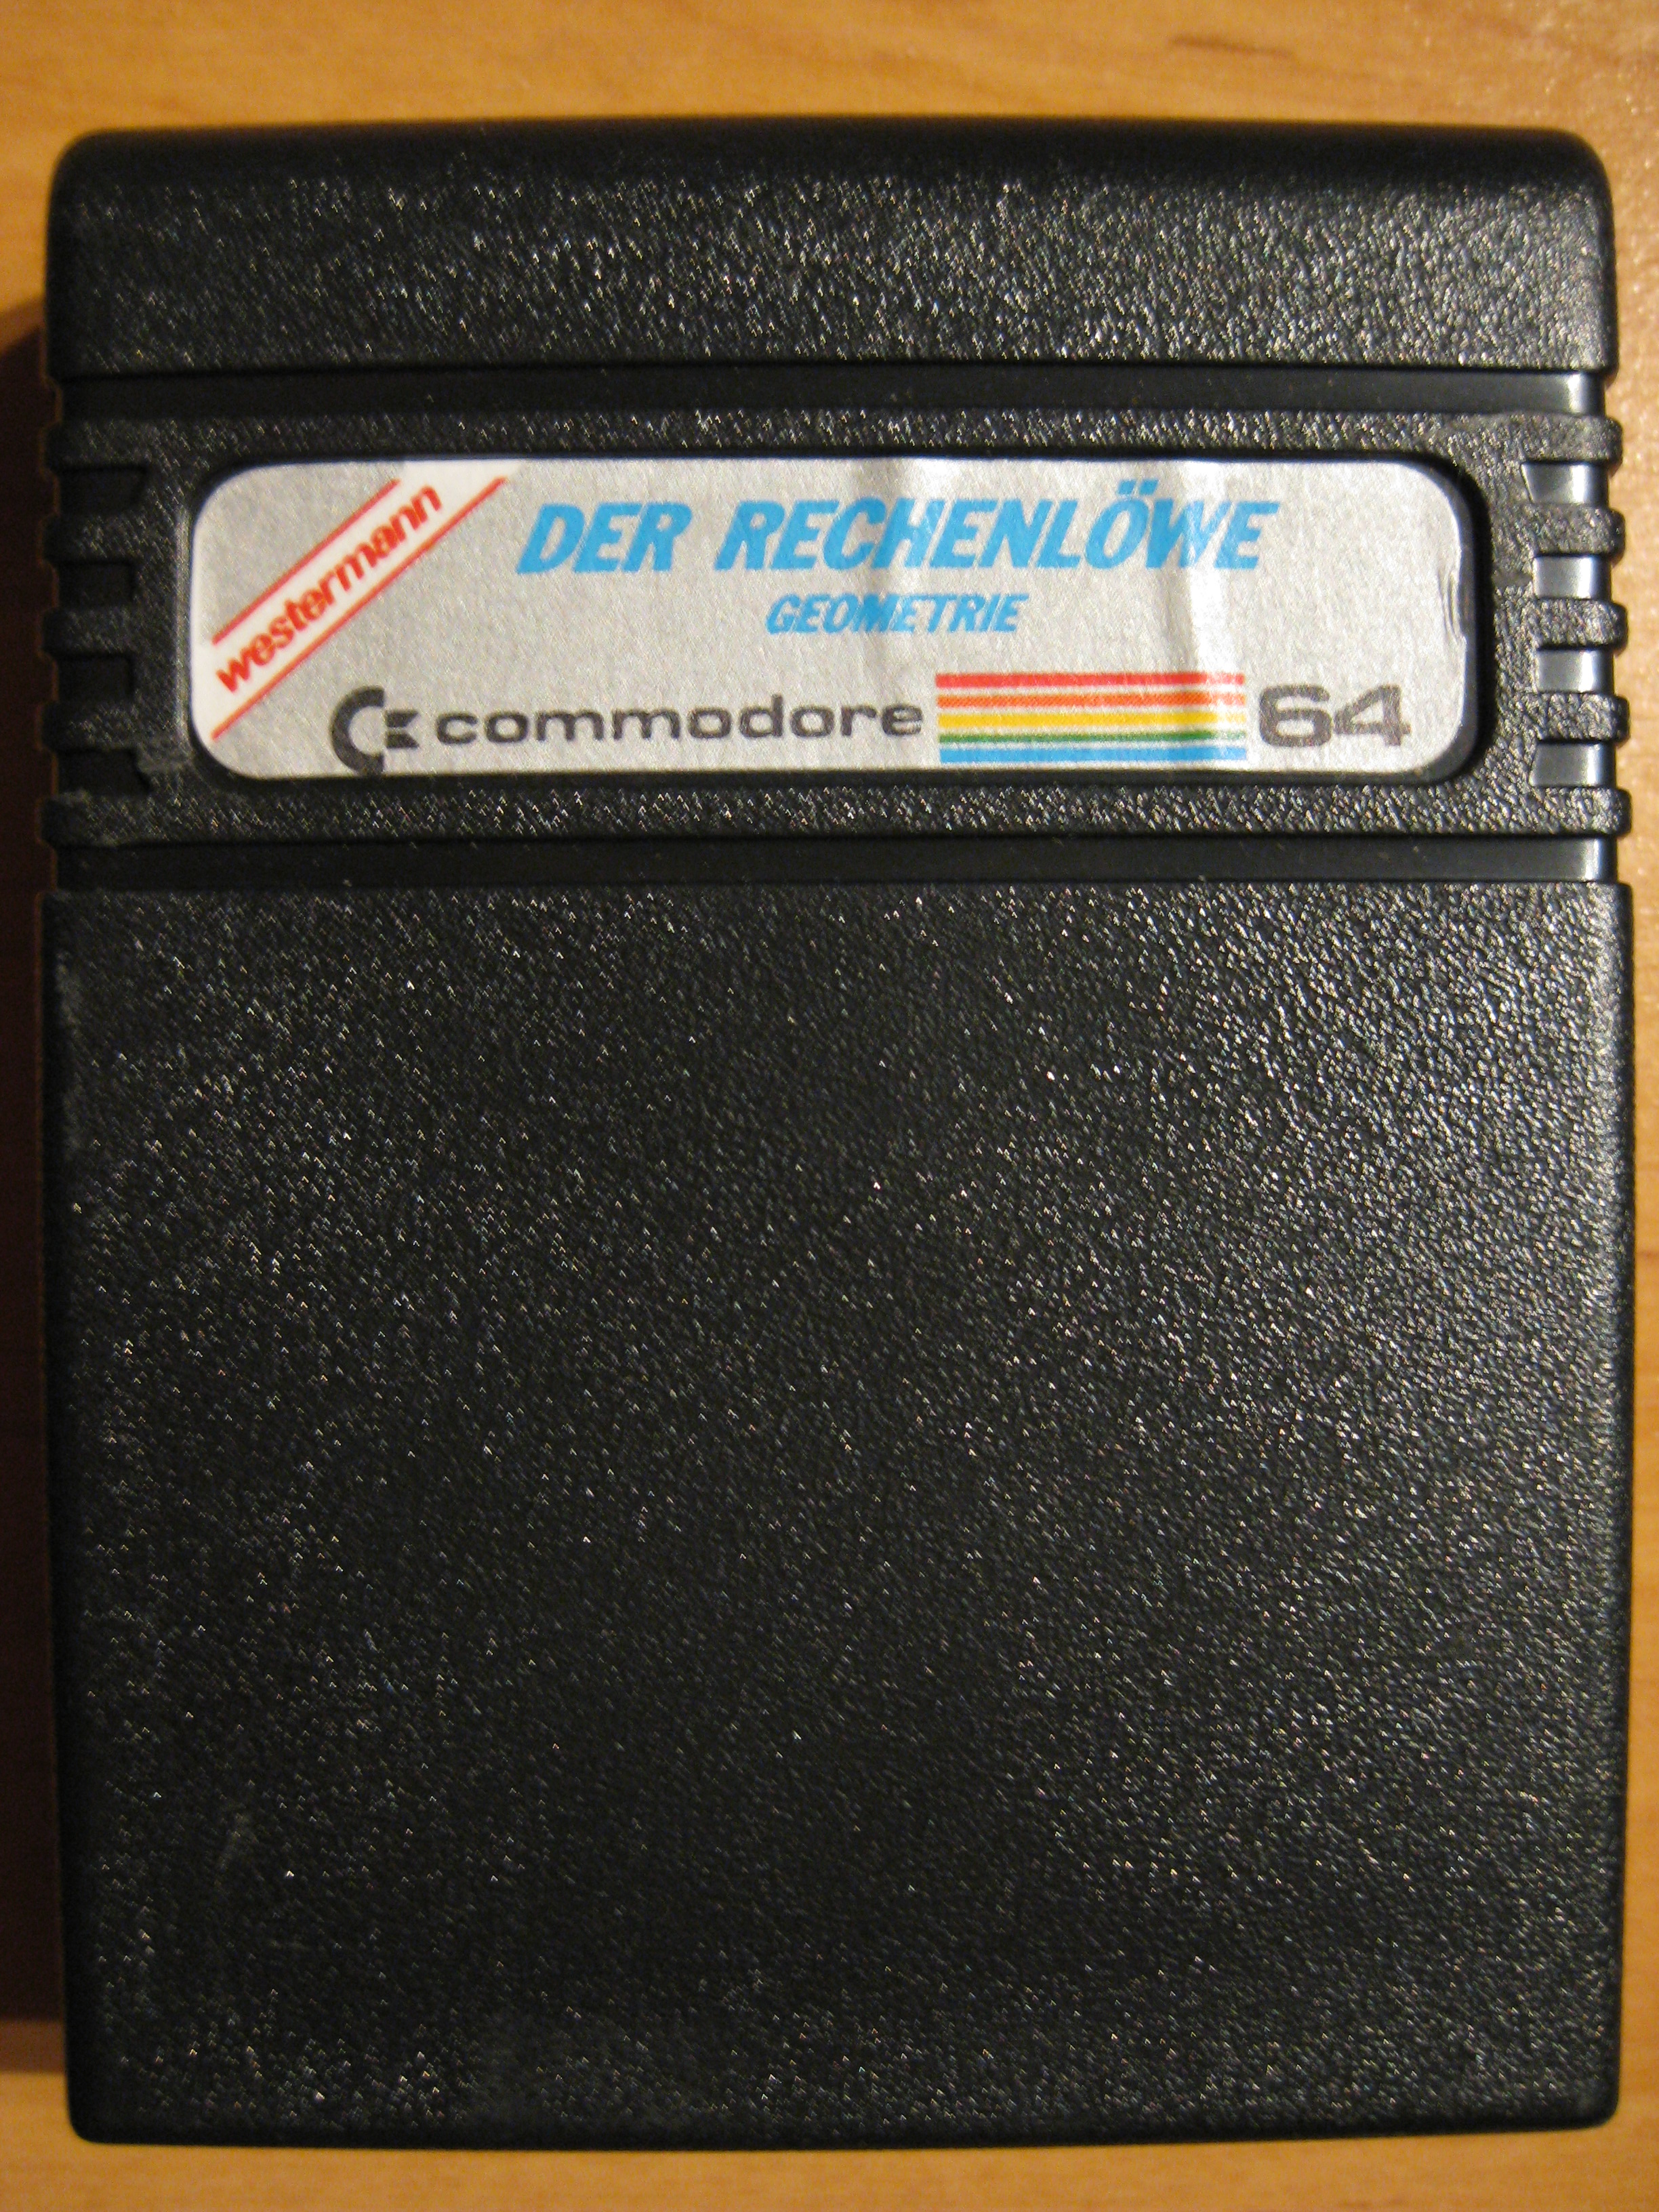 westermann
DER RECHENLÖWE
GEOMETRIE
commodore 64